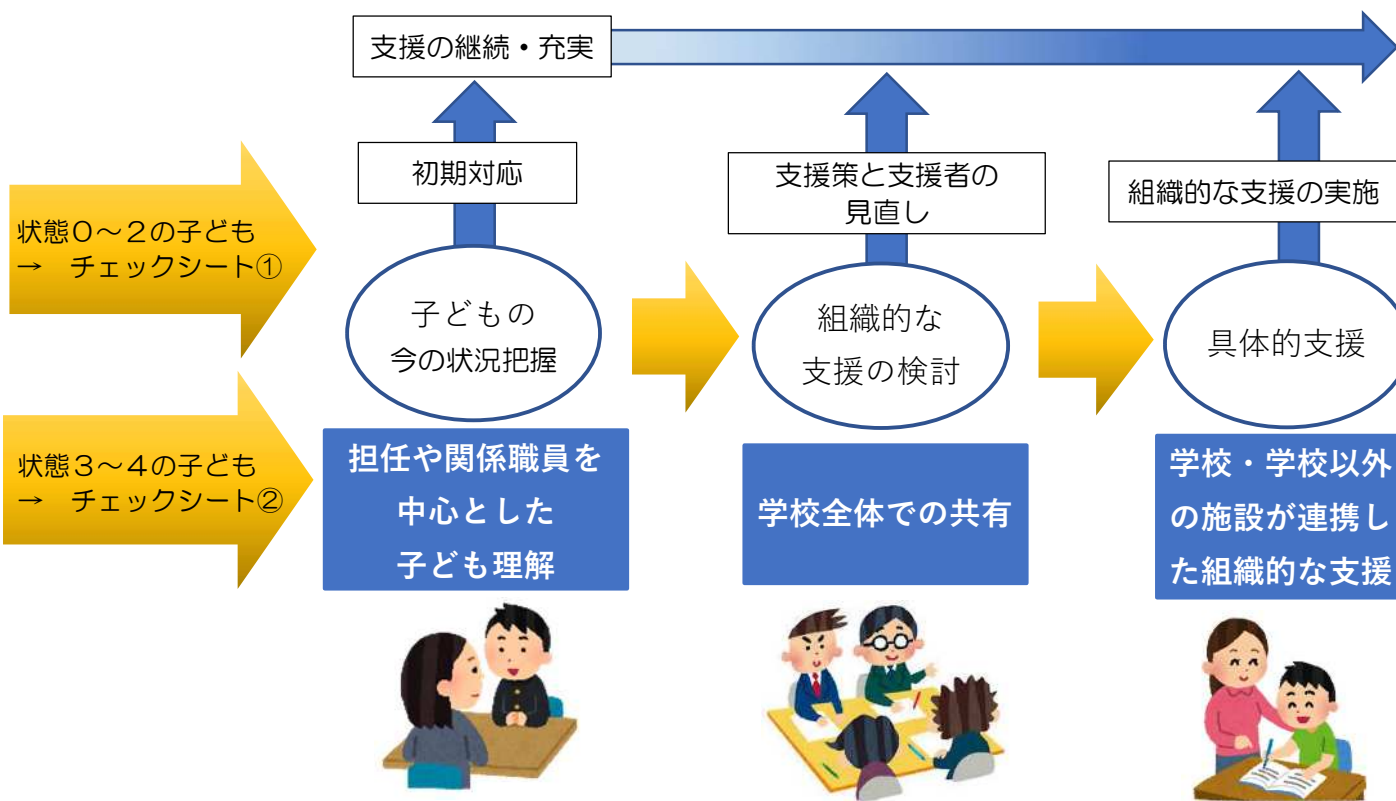 支援の継続・充実
初期対応
支援策と支援者の
見直し
組織的な支援の実施
状態０～２の子ども
→　チェックシート①
子どもの
今の状況把握
組織的な
支援の検討
具体的支援
状態３～４の子ども
→　チェックシート②
担任や関係職員を
中心とした
子ども理解
学校全体での共有
学校・学校以外
の施設が連携し
た組織的な支援